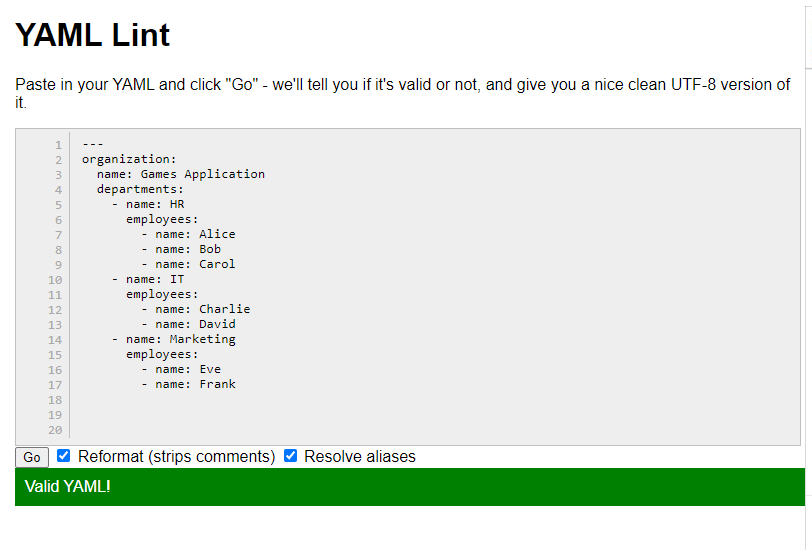 YAML Lint
Paste in your YAML and click "Go" - we'll tell you if it's valid or not, and give you a nice clean UTF-8 version of
it.
1 ---
2 organization:
3   name: Games Application
4   departments:
5     - name: HR
6       employees:
7         - name: Alice
8         - name: Bob
9         - name: Carol
10     - name: IT
11       employees:
12         - name: Charlie
13         - name: David
14     - name: Marketing
15       employees:
16         - name: Eve
17         - name: Frank
18
19
20
Go Reformat (strips comments) Resolve aliases
Valid YAML!